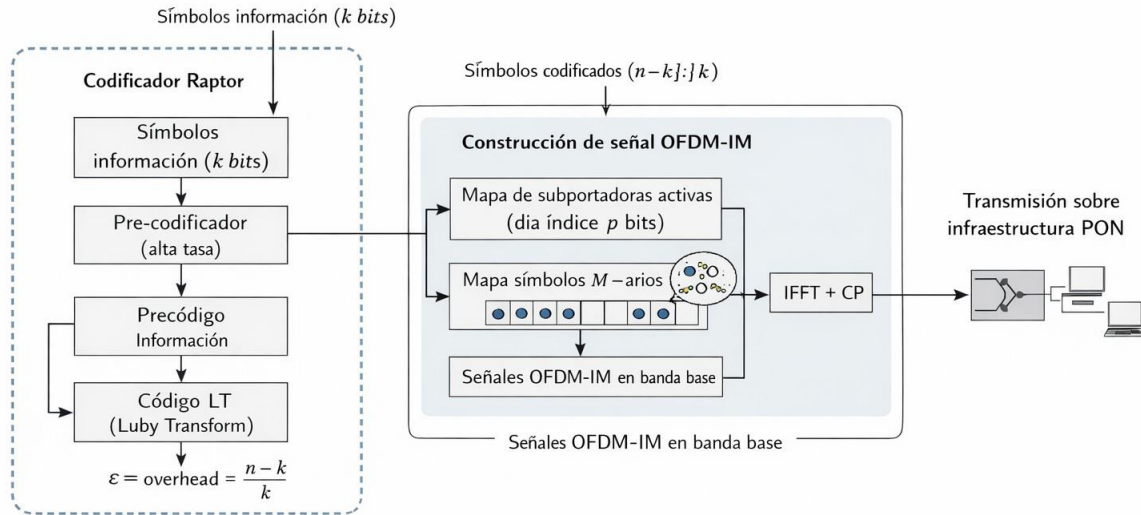 Símbolos información (k bits)
Codificador Raptor
Símbolos
información (k bits)
Pre-codificador
(alta tasa)
Precódigo
Información
Código LT
(Luby Transform)
ε = overhead = \frac{n − k}{k}
Símbolos codificados (n−k]:]k)
Construcción de señal OFDM-IM
Mapa de subportadoras activas
(dia índice p bits)
Mapa símbolos M−arios
Señales OFDM-IM en banda base
Señales OFDM-IM en banda base
IFFT + CP
Transmisión sobre
infraestructura PON